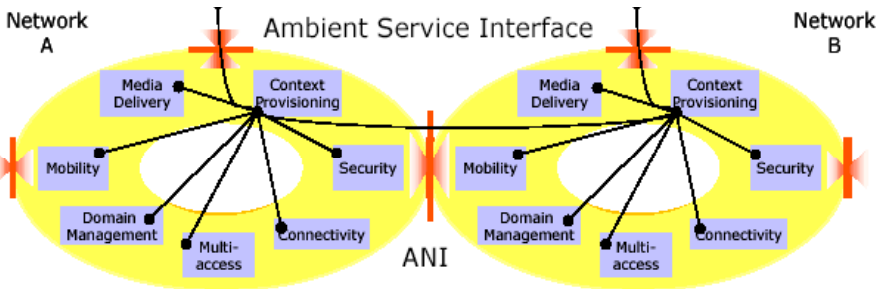 Network
A
Ambient Service Interface
Network
B
Media
Delivery
Context
Provisioning
Mobility
Security
Domain
Management
Multi-
access
Connectivity
ANI
Media
Delivery
Context
Provisioning
Mobility
Security
Domain
Management
Multi-
access
Connectivity